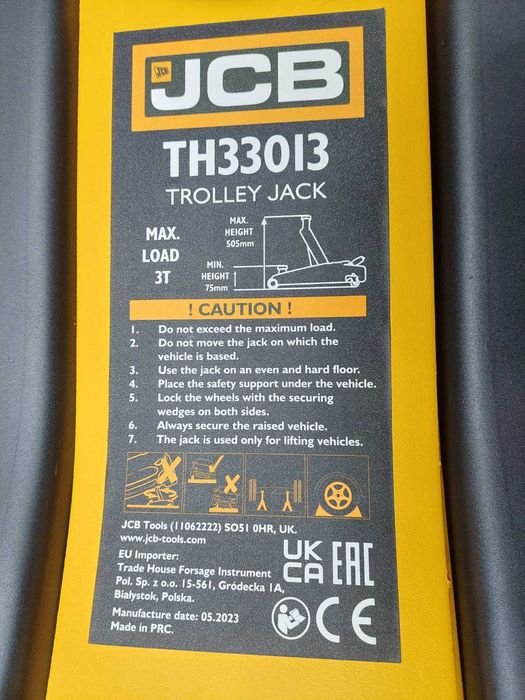 JCB
JCB
TH33013
TROLLEY JACK
MAX.
LOAD
3T
MAX.
HEIGHT
505mm
MIN.
HEIGHT
75mm
! CAUTION !
1. Do not exceed the maximum load.
2. Do not move the jack on which the
vehicle is based.
3. Use the jack on an even and hard floor.
4. Place the safety support under the vehicle.
5. Lock the wheels with the securing
wedges on both sides.
6. Always secure the raised vehicle.
7. The jack is used only for lifting vehicles.
JCB Tools (11062222) SO51 0HR, UK.
www.jcb-tools.com
EU Importer:
Trade House Forsage Instrument
Pol. Sp. z o.o. 15-561, Gródecka 1A,
Białystok, Polska.
Manufacture date: 05.2023
Made in PRC.
UK
CA
EAC
CE